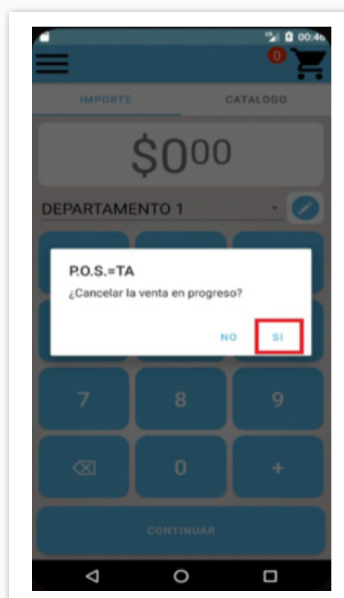 00:46
0
IMPORTE CATALOGO
$0⁰⁰
DEPARTAMENTO 1
P.O.S.=TA
¿Cancelar la venta en progreso?
NO SI
7 8 9
0 +
CONTINUAR